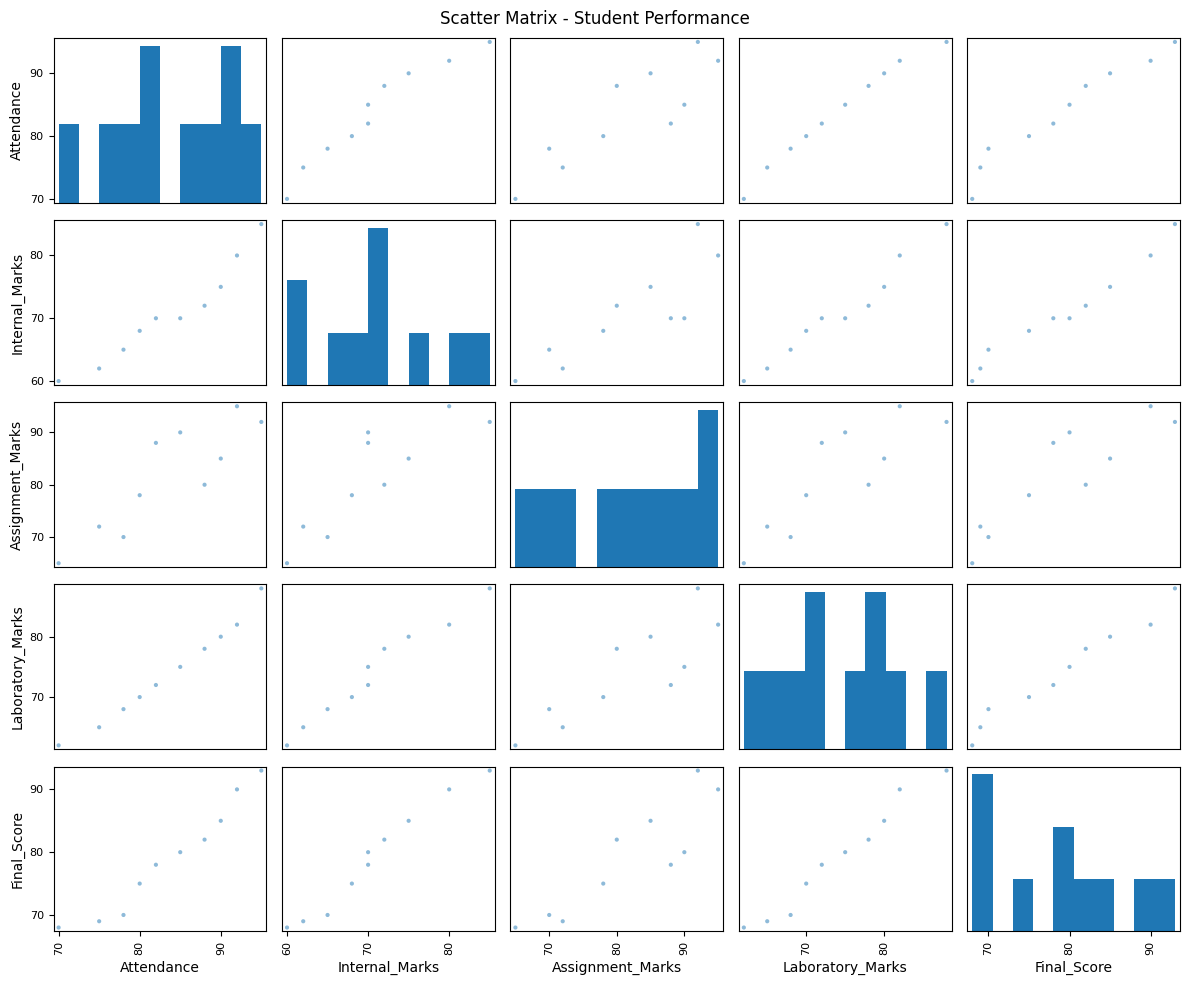 Scatter Matrix - Student Performance
Attendance
90
80
70
Internal_Marks
80
70
60
Assignment_Marks
90
80
70
Laboratory_Marks
80
70
Final_Score
90
80
70
70 80 90
60 70 80
70 80 90
70 80
70 80 90
Attendance
Internal_Marks
Assignment_Marks
Laboratory_Marks
Final_Score